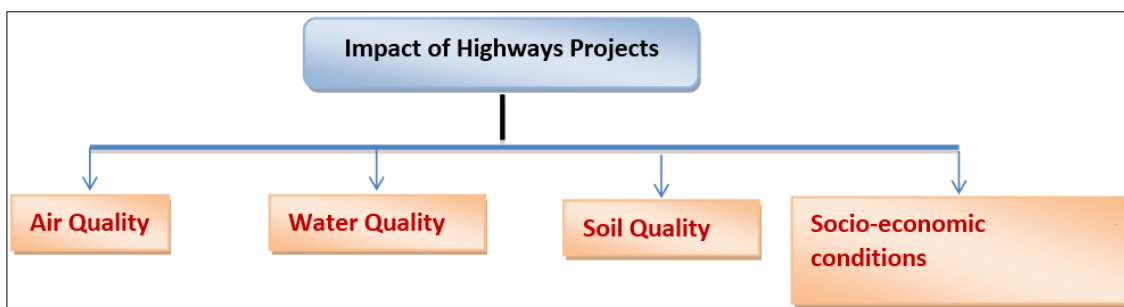 Impact of Highways Projects
Air Quality
Water Quality
Soil Quality
Socio-economic
conditions